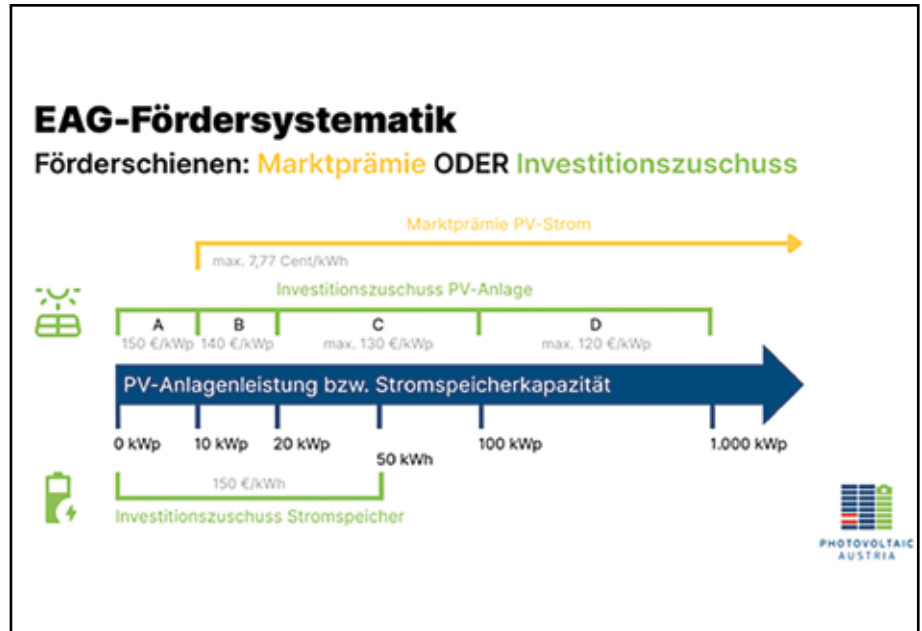 EAG-Fördersystematik
Förderschienen: Marktprämie ODER Investitionszuschuss
Marktprämie PV-Strom
max. 7,77 Cent/kWh
Investitionszuschuss PV-Anlage
A B C D
150 €/kWp 140 €/kWp max. 130 €/kWp max. 120 €/kWp
PV-Anlagenleistung bzw. Stromspeicherkapazität
0 kWp 10 kWp 20 kWp 100 kWp 1.000 kWp
50 kWh
150 €/kWh
Investitionszuschuss Stromspeicher
PHOTOVOLTAIC
AUSTRIA